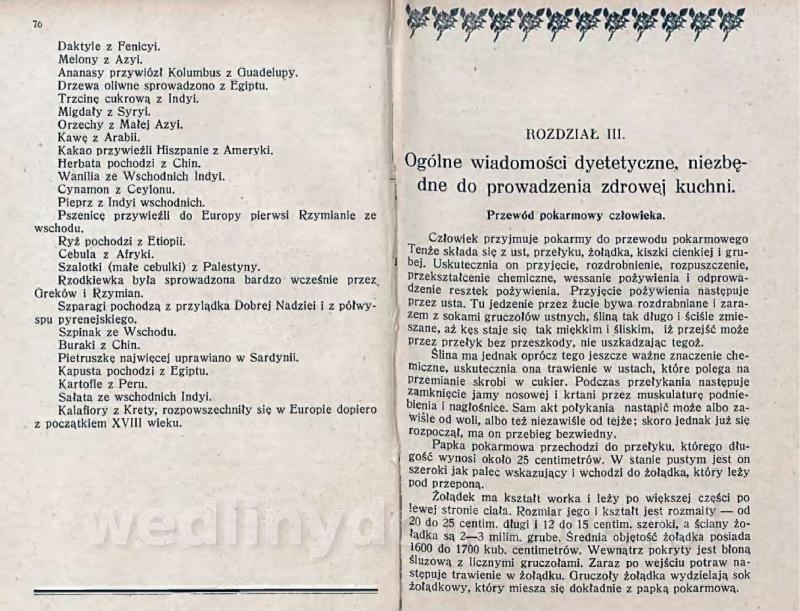 70
Daktyle z Fenicyi.
Melony z Azyi.
Ananasy przywiózł Kolumbus z Guadelupy.
Drzewa oliwne sprowadzono z Egiptu.
Trzcinę cukrową z Indyi.
Migdały z Syryi.
Orzechy z Małej Azyi.
Kawę z Arabii.
Kakao przywieźli Hiszpanie z Ameryki.
Herbata pochodzi z Chin.
Wanilia ze Wschodnich Indyi.
Cynamon z Ceylonu.
Pieprz z Indyi wschodnich.
Pszenicę przywieźli do Europy pierwsi Rzymianie ze
wschodu.
Ryż pochodzi z Etiopii.
Cebula z Afryki.
Szalotki (małe cebulki) z Palestyny.
Rzodkiewka była sprowadzona bardzo wcześnie przez
Greków i Rzymian.
Szparagi pochodzą z przylądka Dobrej Nadziei i z półwy-
spu pyrenejskiego.
Szpinak ze Wschodu.
Buraki z Chin.
Pietruszkę najwięcej uprawiano w Sardynii.
Kapusta pochodzi z Egiptu.
Kartofle z Peru.
Sałata ze wschodnich Indyi.
Kalafiory z Krety, rozpowszechniły się w Europie dopiero
z początkiem XVIII wieku.
wedlinyd
ROZDZIAŁ III.
Ogólne wiadomości dyetetyczne, niezbę-
dne do prowadzenia zdrowej kuchni.
Przewód pokarmowy człowieka.
Człowiek przyjmuje pokarmy do przewodu pokarmowego
Tenże składa się z ust, przełyku, żołądka, kiszki cienkiej i gru-
bej. Uskutecznia on przyjęcie, rozdrobnienie, rozpuszczenie,
przekształcenie chemiczne, wessanie pożywienia i odprowa-
dzenie resztek pożywienia. Przyjęcie pożywienia następuje
przez usta. Tu jedzenie przez żucie bywa rozdrabniane i zara-
zem z sokami gruczołów ustnych, śliną tak długo i ściśle zmie-
szane, aż kęs staje się tak miękkim i śliskim, iż przejść może
przez przełyk bez przeszkody, nie uszkadzając tegoż.
Ślina ma jednak oprócz tego jeszcze ważne znaczenie che-
miczne, uskutecznia ona trawienie w ustach, które polega na
przemianie skrobi w cukier. Podczas przełykania następuje
zamknięcie jamy nosowej i krtani przez muskulaturę podnie-
bienia i nagłośnice. Sam akt połykania nastąpić może albo za-
wiśle od woli, albo też niezawiśle od tejże; skoro jednak już się
rozpoczął, ma on przebieg bezwiedny.
Papka pokarmowa przechodzi do przełyku, którego dłu-
gość wynosi około 25 centimetrów. W stanie pustym jest on
szeroki jak palec wskazujący i wchodzi do żołądka, który leży
pod przeponą.
Żołądek ma kształt worka i leży po większej części po
lewej stronie ciała. Rozmiar jego i kształt jest rozmaity — od
20 do 25 centim. długi i 12 do 15 centim. szeroki, a ściany żo-
łądka są 2—3 milim. grube. Średnia objętość żołądka posiada
1600 do 1700 kub. centimetrów. Wewnątrz pokryty jest błoną
śluzową z licznymi gruczołami. Zaraz po wejściu potraw na-
stępuje trawienie w żołądku. Gruczoły żołądka wydzielają sok
żołądkowy, który miesza się dokładnie z papką pokarmową.